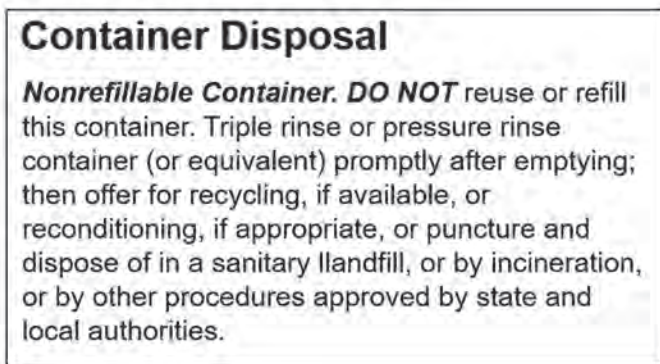 Container Disposal
Nonrefillable Container. DO NOT reuse or refill
this container. Triple rinse or pressure rinse
container (or equivalent) promptly after emptying;
then offer for recycling, if available, or
reconditioning, if appropriate, or puncture and
dispose of in a sanitary llandfill, or by incineration,
or by other procedures approved by state and
local authorities.